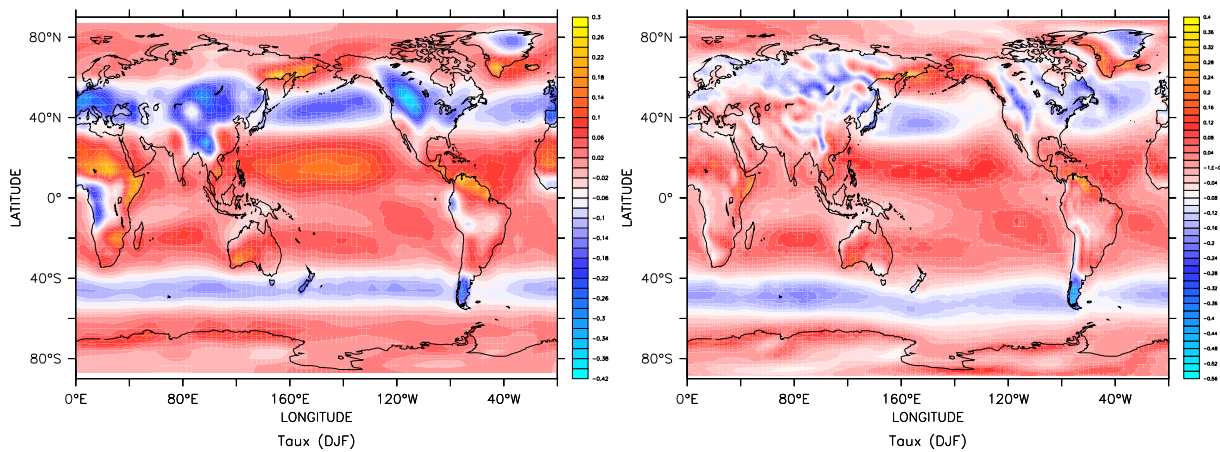 80°N
40°N
0°
40°S
80°S
LATITUDE
0°E
80°E
160°E
120°W
40°W
LONGITUDE
Taux (DJF)
0.3
0.26
0.22
0.18
0.14
0.1
0.06
0.02
-0.02
-0.06
-0.1
-0.14
-0.18
-0.22
-0.26
-0.3
-0.34
-0.38
-0.42
80°N
40°N
0°
40°S
80°S
LATITUDE
0°E
80°E
160°E
120°W
40°W
LONGITUDE
Taux (DJF)
0.4
0.36
0.32
0.28
0.24
0.2
0.16
0.12
0.08
0.04
-0.04
-0.08
-0.12
-0.16
-0.2
-0.24
-0.28
-0.32
-0.36
-0.4
-0.44
-0.48
-0.52
-0.56